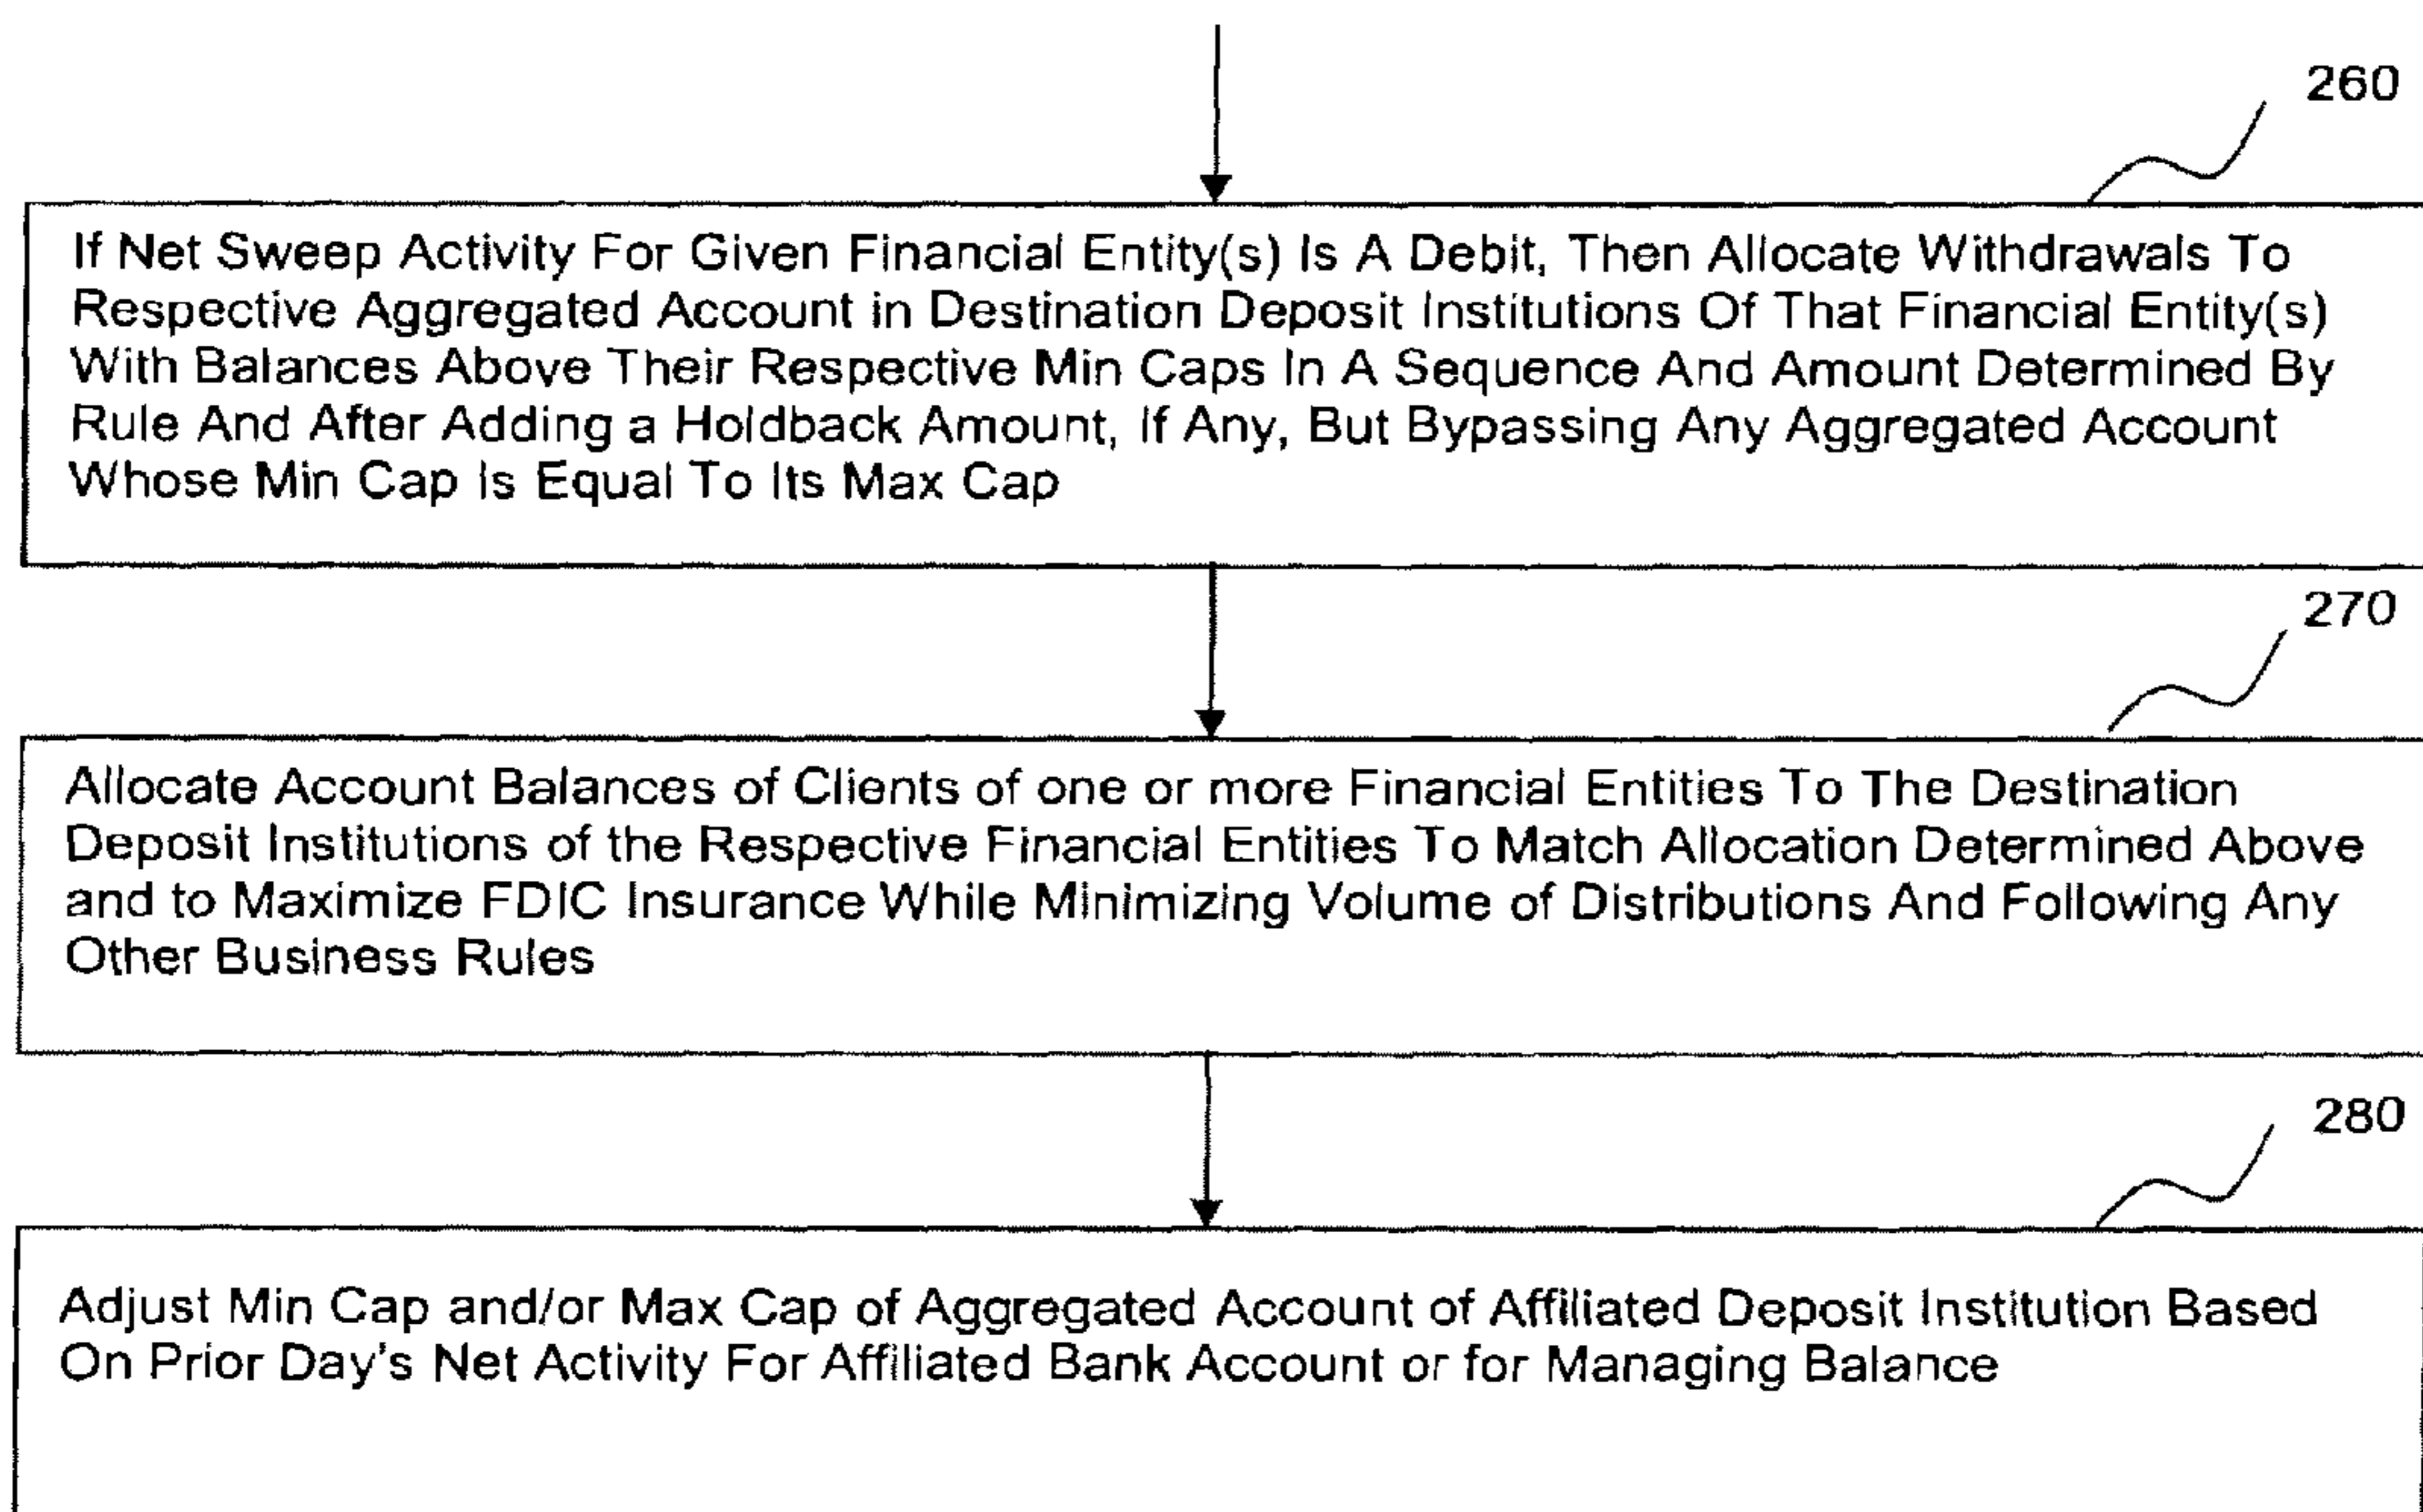 260
If Net Sweep Activity For Given Financial Entity(s) Is A Debit, Then Allocate Withdrawals To
Respective Aggregated Account in Destination Deposit Institutions Of That Financial Entity(s)
With Balances Above Their Respective Min Caps In A Sequence And Amount Determined By
Rule And After Adding a Holdback Amount, If Any, But Bypassing Any Aggregated Account
Whose Min Cap Is Equal To Its Max Cap
270
Allocate Account Balances of Clients of one or more Financial Entities To The Destination
Deposit Institutions of the Respective Financial Entities To Match Allocation Determined Above
and to Maximize FDIC Insurance While Minimizing Volume of Distributions And Following Any
Other Business Rules
280
Adjust Min Cap and/or Max Cap of Aggregated Account of Affiliated Deposit Institution Based
On Prior Day's Net Activity For Affiliated Bank Account or for Managing Balance